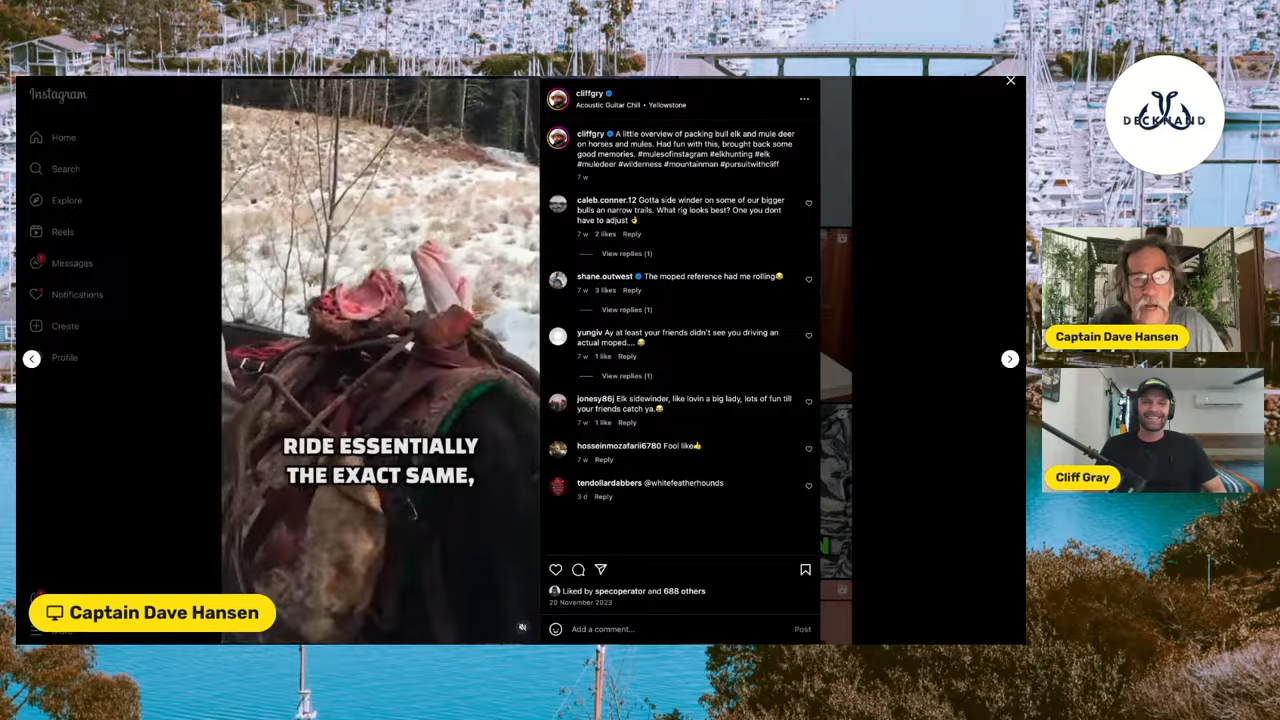 Instagram
Home
Search
Explore
Reels
Messages
Notifications
Create
Profile
RIDE ESSENTIALLY
THE EXACT SAME,
Captain Dave Hansen
cliffgry
Acoustic Guitar Chill • Yellowstone
cliffgry A little overview of packing bull elk and mule deer
on horses and mules. Had fun with this, brought back some
good memories. #mulesofinstagram #elkhunting #elk
#muledeer #wilderness #mountainman #pursuitwithcliff
7 w
caleb.conner.12 Gotta side winder on some of our bigger
bulls an narrow trails. What rig looks best? One you dont
have to adjust 👌
7 w 2 likes Reply
View replies (1)
shane.outwest The moped reference had me rolling😂
7 w 3 likes Reply
View replies (1)
yungiv Ay at least your friends didn't see you driving an
actual moped.... 😂
7 w 1 like Reply
View replies (1)
jonesy86j Elk sidewinder, like lovin a big lady, lots of fun till
your friends catch ya.😂
7 w 1 like Reply
hosseinmozafarii6780 Fool like👍
7 w Reply
tendollardabbers @whitefeatherhounds
3 d Reply
Liked by specoperator and 688 others
20 November 2023
Add a comment...
Post
DECKHAND
Captain Dave Hansen
Cliff Gray